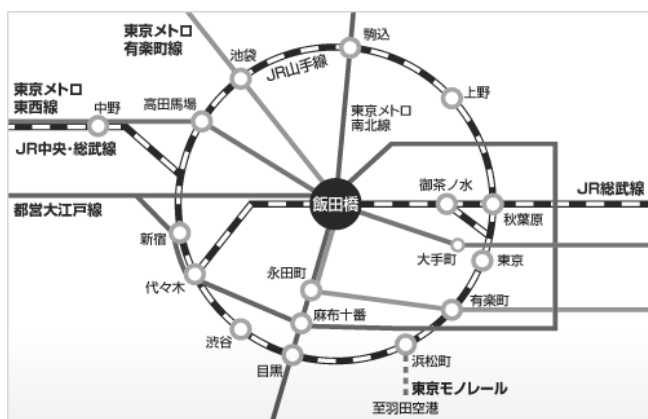 東京メトロ
有楽町線
池袋
JR山手線
駒込
東京メトロ
東西線
中野
高田馬場
東京メトロ
南北線
上野
JR中央・総武線
御茶ノ水
JR総武線
飯田橋
秋葉原
都営大江戸線
新宿
大手町
東京
代々木
永田町
有楽町
麻布十番
渋谷
目黒
浜松町
東京モノレール
至羽田空港